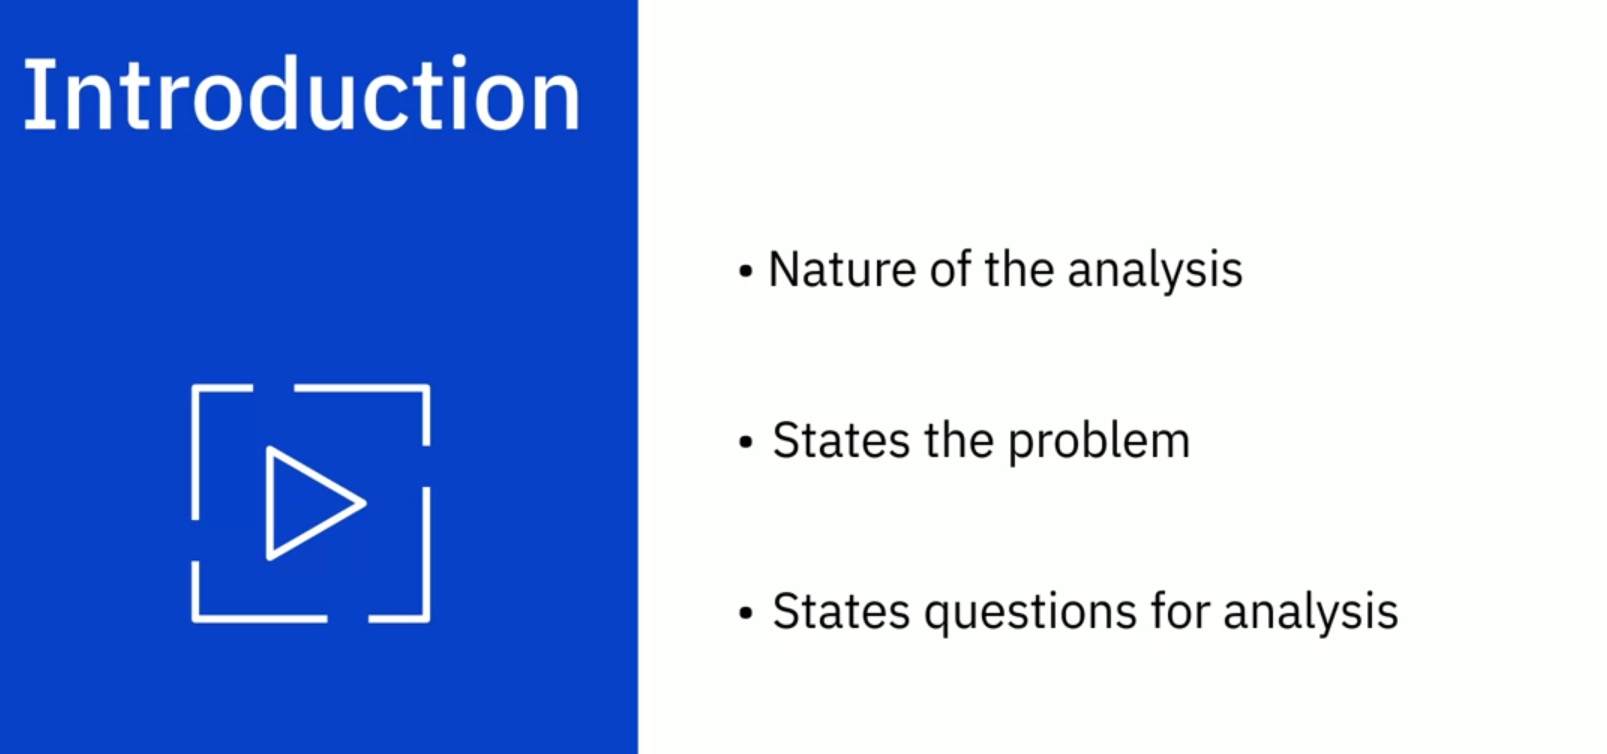 Introduction
• Nature of the analysis
• States the problem
• States questions for analysis